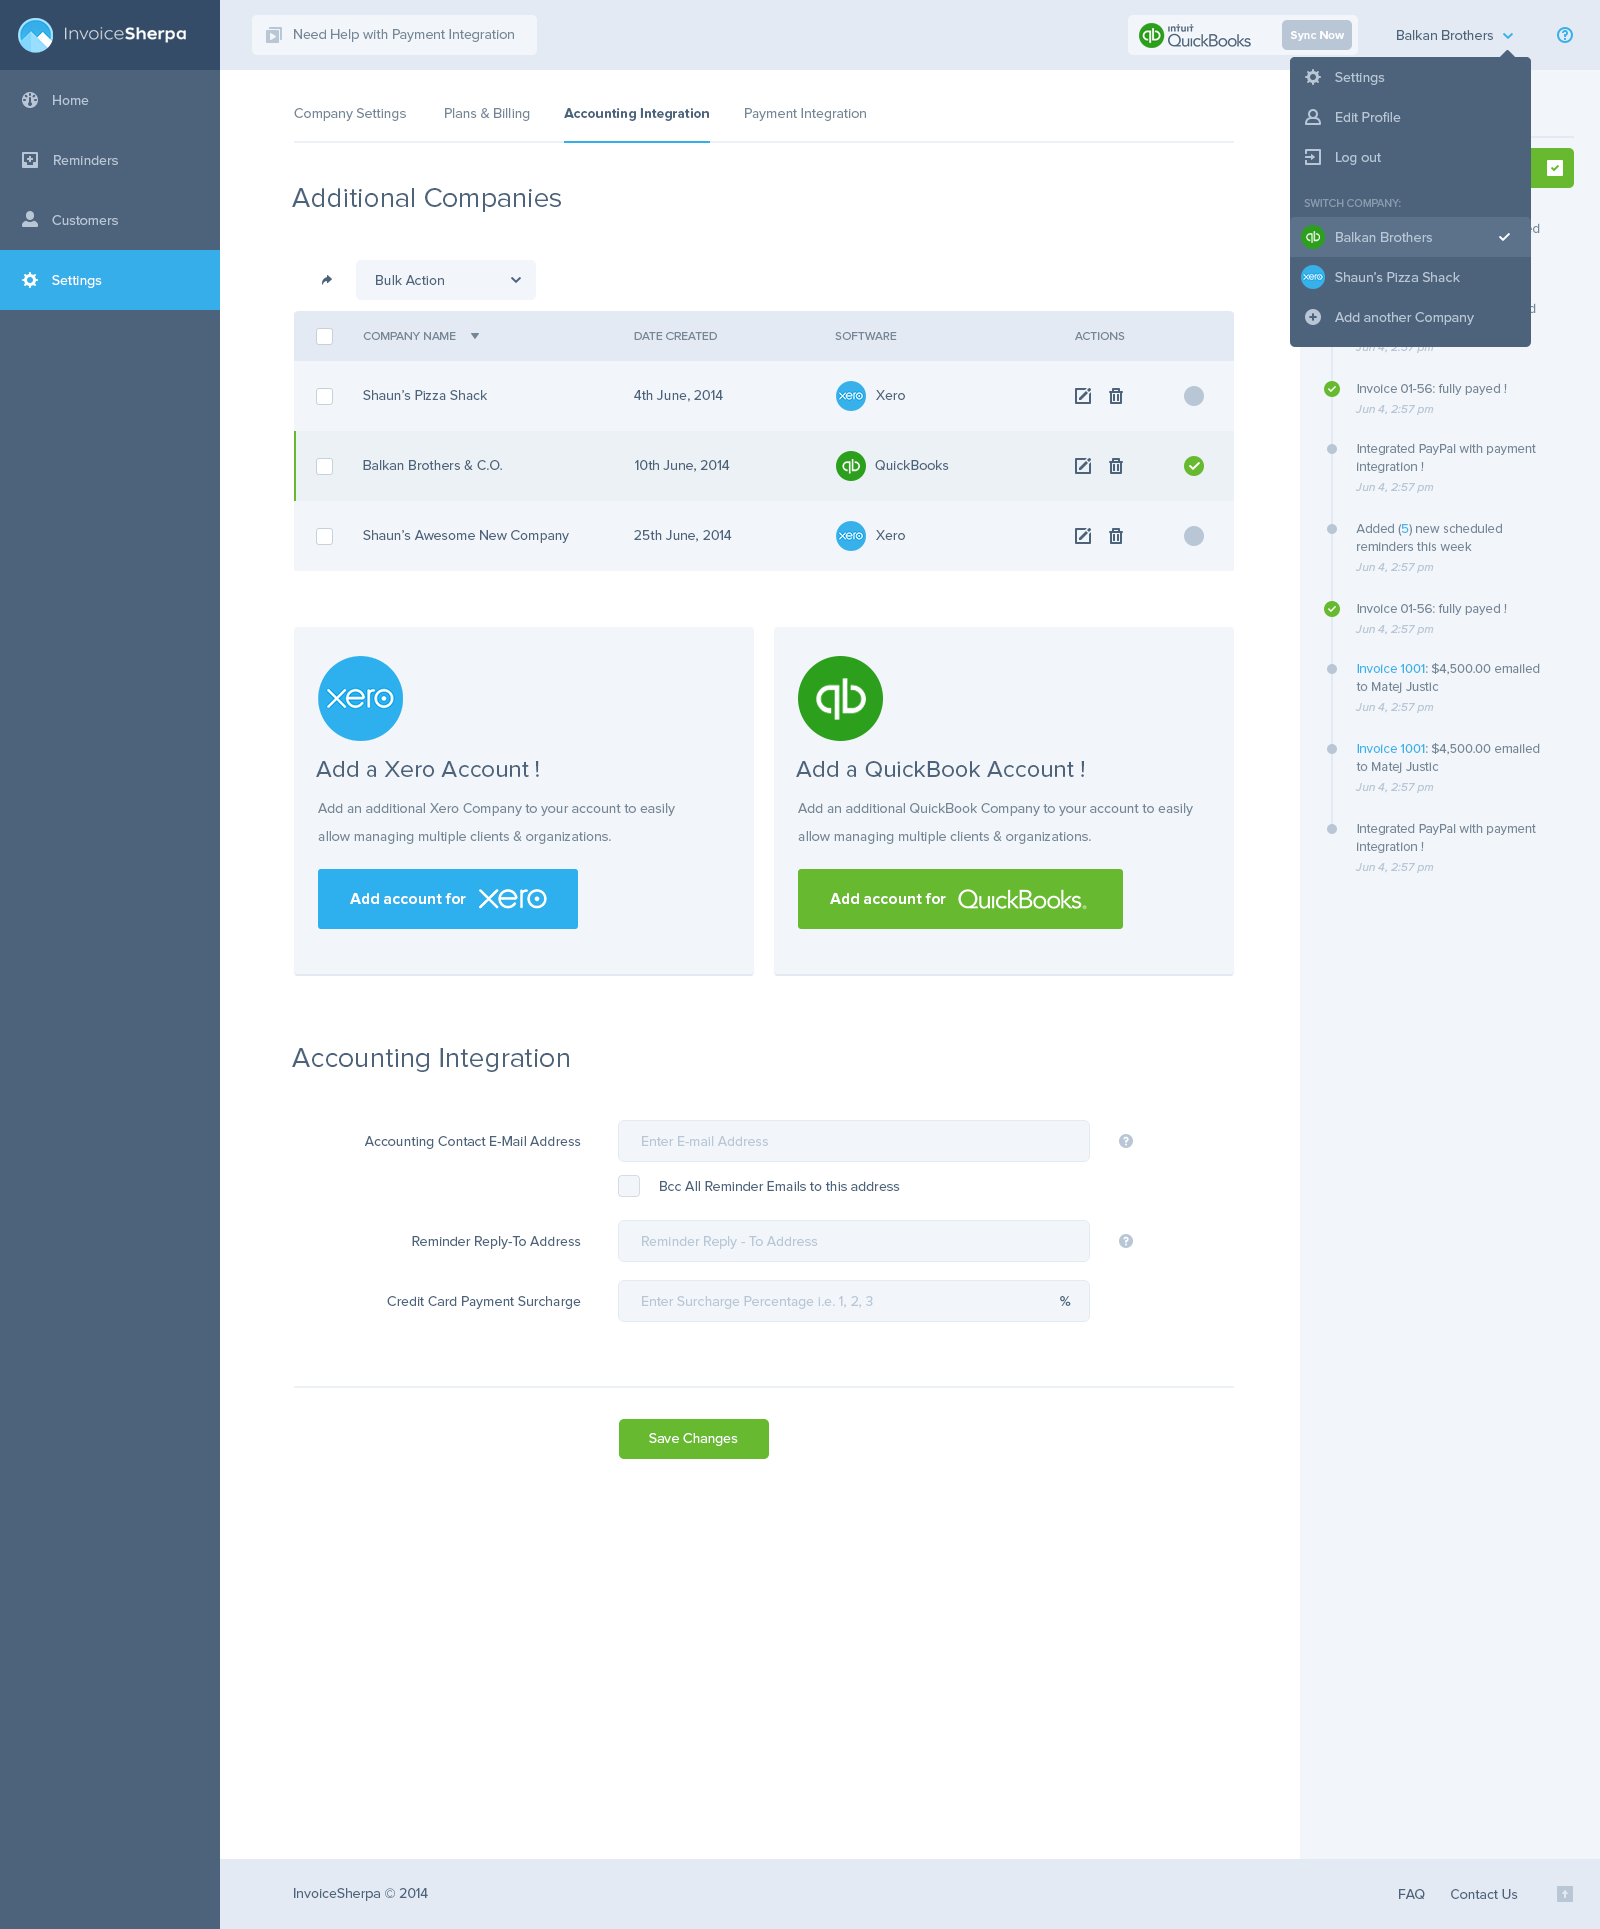 InvoiceSherpa
Need Help with Payment Integration
intuit
QuickBooks
Sync Now
Balkan Brothers
Home
Reminders
Customers
Settings
Company Settings
Plans & Billing
Accounting Integration
Payment Integration
Settings
Edit Profile
Log out
SWITCH COMPANY:
Balkan Brothers
Shaun's Pizza Shack
Add another Company
Additional Companies
Bulk Action
COMPANY NAME
DATE CREATED
SOFTWARE
ACTIONS
Shaun's Pizza Shack
4th June, 2014
xero
Xero
Balkan Brothers & C.O.
10th June, 2014
qb
QuickBooks
Shaun's Awesome New Company
25th June, 2014
xero
Xero
xero
Add a Xero Account !
Add an additional Xero Company to your account to easily
allow managing multiple clients & organizations.
Add account for xero
qb
Add a QuickBook Account !
Add an additional QuickBook Company to your account to easily
allow managing multiple clients & organizations.
Add account for QuickBooks.
Accounting Integration
Accounting Contact E-Mail Address
Enter E-mail Address
Bcc All Reminder Emails to this address
Reminder Reply-To Address
Reminder Reply - To Address
Credit Card Payment Surcharge
Enter Surcharge Percentage i.e. 1, 2, 3
%
Save Changes
Jun 4, 2:57 pm
Invoice 01-56: fully payed !
Jun 4, 2:57 pm
Integrated PayPal with payment
integration !
Jun 4, 2:57 pm
Added (5) new scheduled
reminders this week
Jun 4, 2:57 pm
Invoice 01-56: fully payed !
Jun 4, 2:57 pm
Invoice 1001: $4,500.00 emailed
to Matej Justic
Jun 4, 2:57 pm
Invoice 1001: $4,500.00 emailed
to Matej Justic
Jun 4, 2:57 pm
Integrated PayPal with payment
integration !
Jun 4, 2:57 pm
InvoiceSherpa © 2014
FAQ
Contact Us